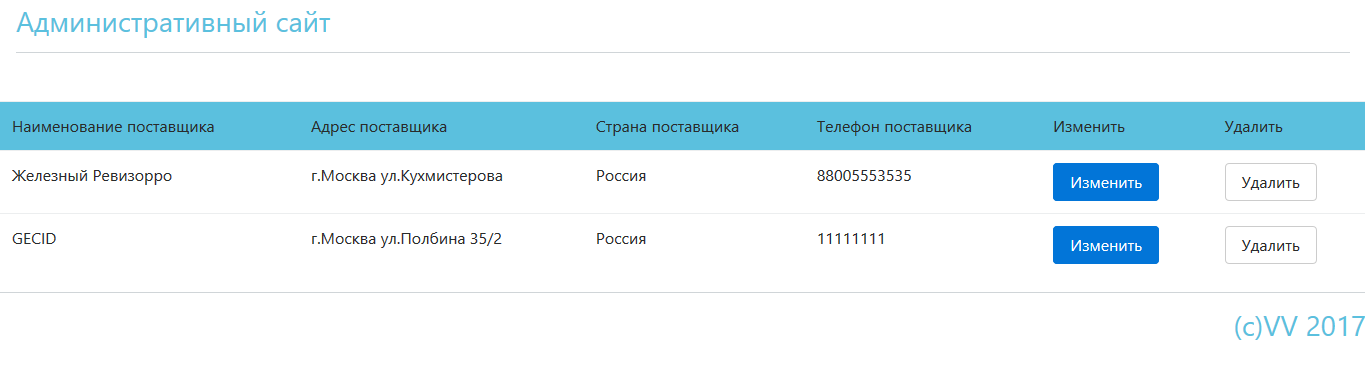 Административный сайт
Наименование поставщика Адрес поставщика Страна поставщика Телефон поставщика Изменить Удалить
Железный Ревизорро г.Москва ул.Кухмистерова Россия 88005553535 Изменить Удалить
GECID г.Москва ул.Полбина 35/2 Россия 11111111 Изменить Удалить
(c)VV 2017